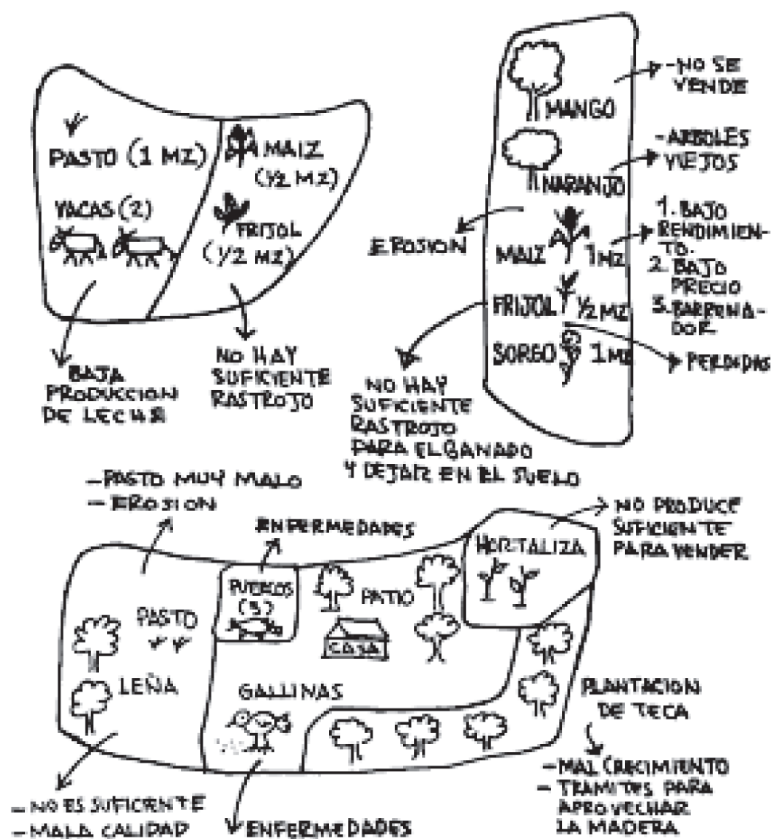 PASTO (1 MZ)
VACAS (2)
MAIZ
(1/2 MZ)
FRIJOL
(1/2 MZ)
BAJA
PRODUCCION
DE LECHE
NO HAY
SUFICIENTE
RASTROJO
MANGO
- NO SE
VENDE
NARANJO
- ARBOLES
VIEJOS
EROSION
MAIZ 1 MZ
1. BAJO
RENDIMIEN-
TO.
2. BAJO
PRECIO
3. BARRENA-
DOR
FRIJOL 1/2 MZ
SORGO 1 MZ
PERDIDAS
NO HAY
SUFICIENTE
RASTROJO
PARA EL GANADO
Y DEJAR EN EL SUELO
- PASTO MUY MALO
- EROSION
ENFERMEDADES
NO PRODUCE
SUFICIENTE
PARA VENDER
HORTALIZA
PUERCOS
(3)
PATIO
PASTO
CASA
LEÑA
GALLINAS
PLANTACION
DE TECA
- MAL CRECIMIENTO
- TRAMITES PARA
APROVECHAR
LA MADERA
- NO ES SUFICIENTE
- MALA CALIDAD
ENFERMEDADES